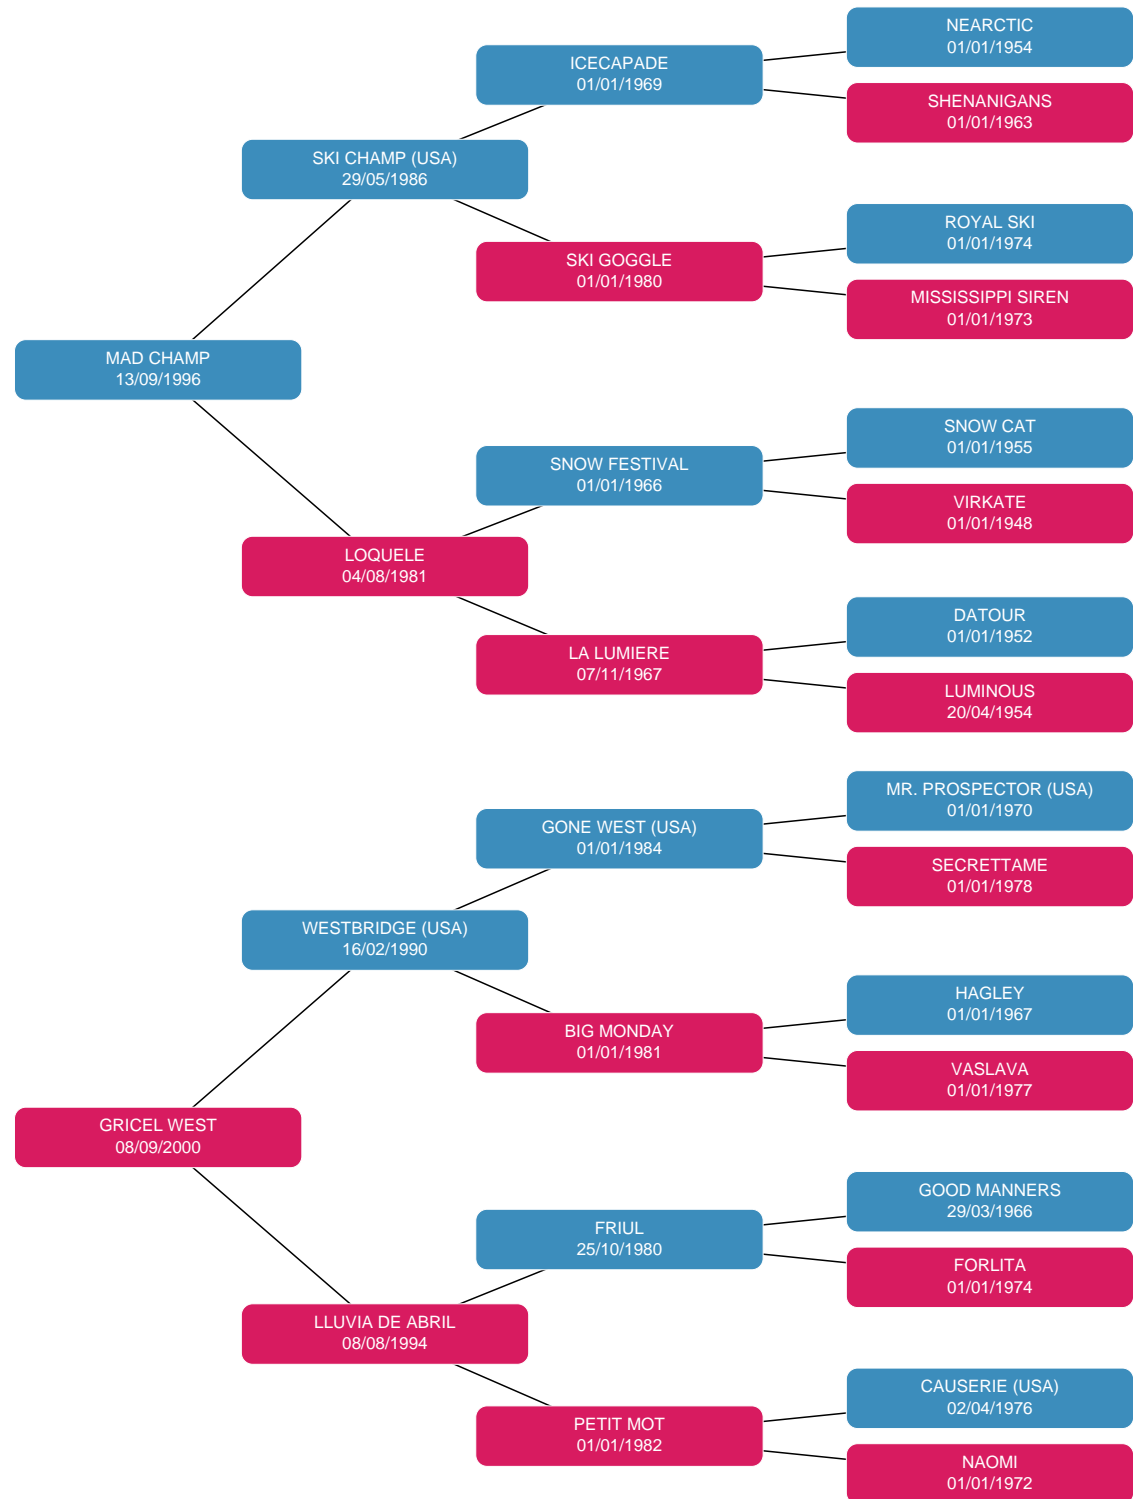 NEARCTIC
01/01/1954
ICECAPADE
01/01/1969
SHENANIGANS
01/01/1963
SKI CHAMP (USA)
29/05/1986
ROYAL SKI
01/01/1974
SKI GOGGLE
01/01/1980
MISSISSIPPI SIREN
01/01/1973
MAD CHAMP
13/09/1996
SNOW CAT
01/01/1955
SNOW FESTIVAL
01/01/1966
VIRKATE
01/01/1948
LOQUELE
04/08/1981
DATOUR
01/01/1952
LA LUMIERE
07/11/1967
LUMINOUS
20/04/1954
MR. PROSPECTOR (USA)
01/01/1970
GONE WEST (USA)
01/01/1984
SECRETTAME
01/01/1978
WESTBRIDGE (USA)
16/02/1990
HAGLEY
01/01/1967
BIG MONDAY
01/01/1981
VASLAVA
01/01/1977
GRICEL WEST
08/09/2000
GOOD MANNERS
29/03/1966
FRIUL
25/10/1980
FORLITA
01/01/1974
LLUVIA DE ABRIL
08/08/1994
CAUSERIE (USA)
02/04/1976
PETIT MOT
01/01/1982
NAOMI
01/01/1972